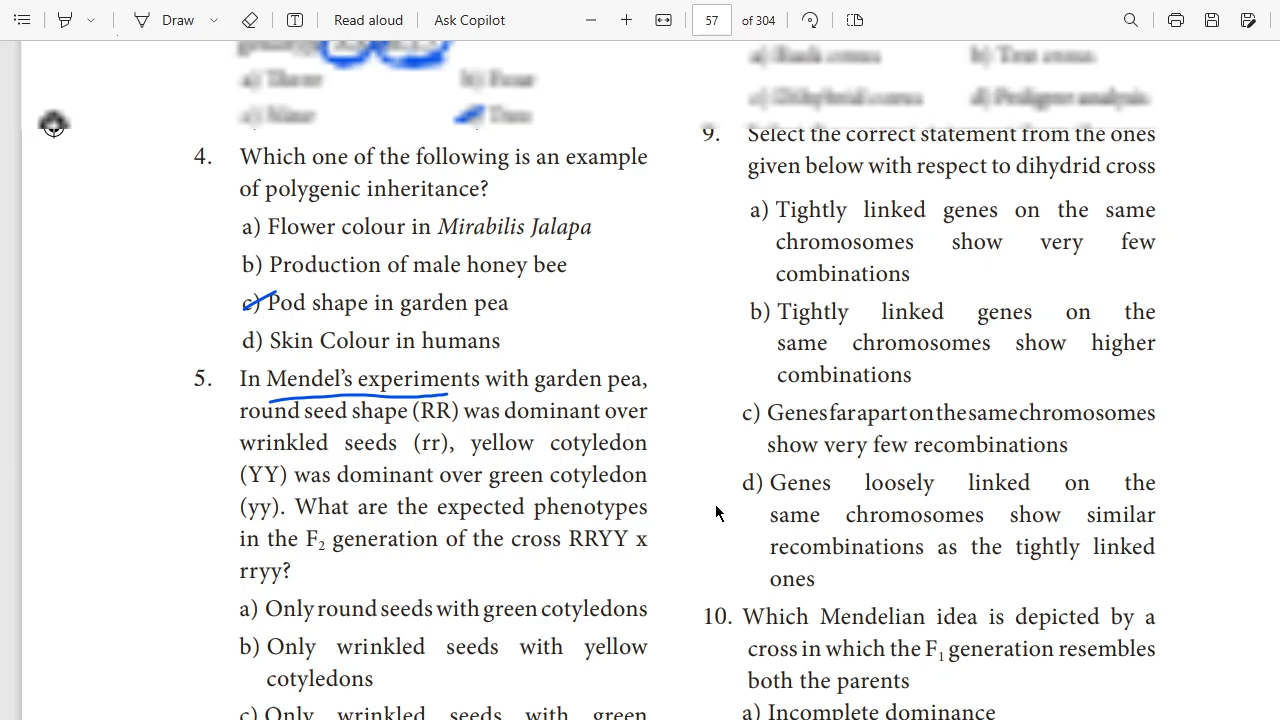 Draw
Read aloud
Ask Copilot
57
of 304
4. Which one of the following is an example
of polygenic inheritance?
a) Flower colour in Mirabilis Jalapa
b) Production of male honey bee
c) Pod shape in garden pea
d) Skin Colour in humans
5. In Mendel's experiments with garden pea,
round seed shape (RR) was dominant over
wrinkled seeds (rr), yellow cotyledon
(YY) was dominant over green cotyledon
(yy). What are the expected phenotypes
in the F₂ generation of the cross RRYY x
rryy?
a) Only round seeds with green cotyledons
b) Only wrinkled seeds with yellow
cotyledons
c) Only wrinkled seeds with green
9. Select the correct statement from the ones
given below with respect to dihydrid cross
a) Tightly linked genes on the same
chromosomes show very few
combinations
b) Tightly linked genes on the
same chromosomes show higher
combinations
c) Genes far apart on the same chromosomes
show very few recombinations
d) Genes loosely linked on the
same chromosomes show similar
recombinations as the tightly linked
ones
10. Which Mendelian idea is depicted by a
cross in which the F₁ generation resembles
both the parents
a) Incomplete dominance